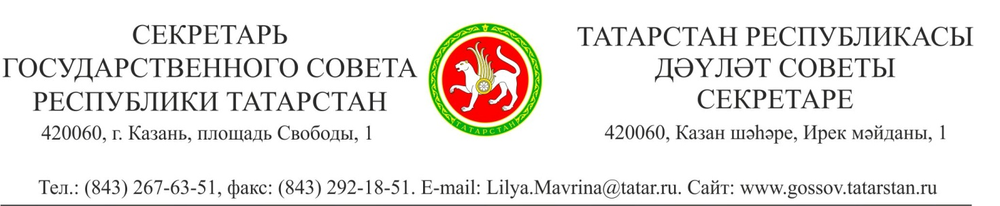 СЕКРЕТАРЬ
ГОСУДАРСТВЕННОГО СОВЕТА
РЕСПУБЛИКИ ТАТАРСТАН
420060, г. Казань, площадь Свободы, 1
ТАТАРСТАН
ТАТАРСТАН РЕСПУБЛИКАСЫ
ДӘҮЛӘТ СОВЕТЫ
СЕКРЕТАРЕ
420060, Казан шәһәре, Ирек мәйданы, 1
Тел.: (843) 267-63-51, факс: (843) 292-18-51. E-mail: Lilya.Mavrina@tatar.ru. Сайт: www.gossov.tatarstan.ru